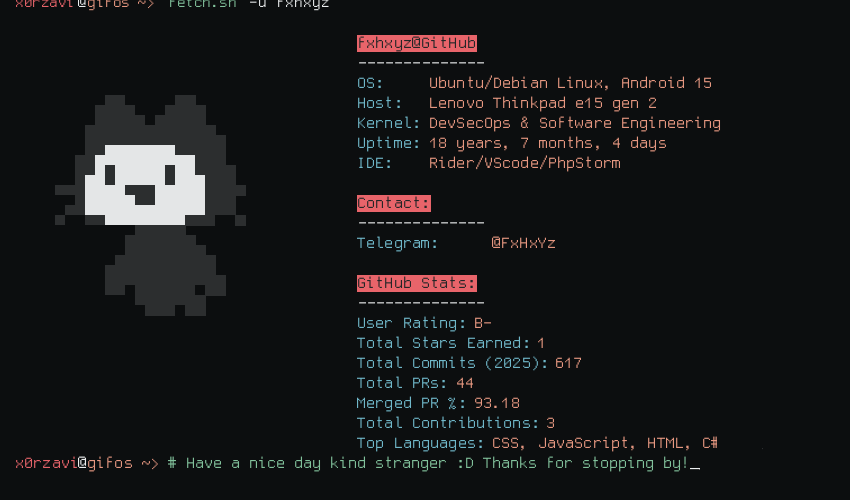 x0rzavi@gifos ~> fetch.sh -u fxhxyz
fxhxyz@GitHub
--------------
OS: Ubuntu/Debian Linux, Android 15
Host: Lenovo Thinkpad e15 gen 2
Kernel: DevSecOps & Software Engineering
Uptime: 18 years, 7 months, 4 days
IDE: Rider/VScode/PhpStorm
Contact:
--------------
Telegram: @FxHxYz
GitHub Stats:
--------------
User Rating: B-
Total Stars Earned: 1
Total Commits (2025): 617
Total PRs: 44
Merged PR %: 93.18
Total Contributions: 3
Top Languages: CSS, JavaScript, HTML, C#
x0rzavi@gifos ~> # Have a nice day kind stranger :D Thanks for stopping by!_